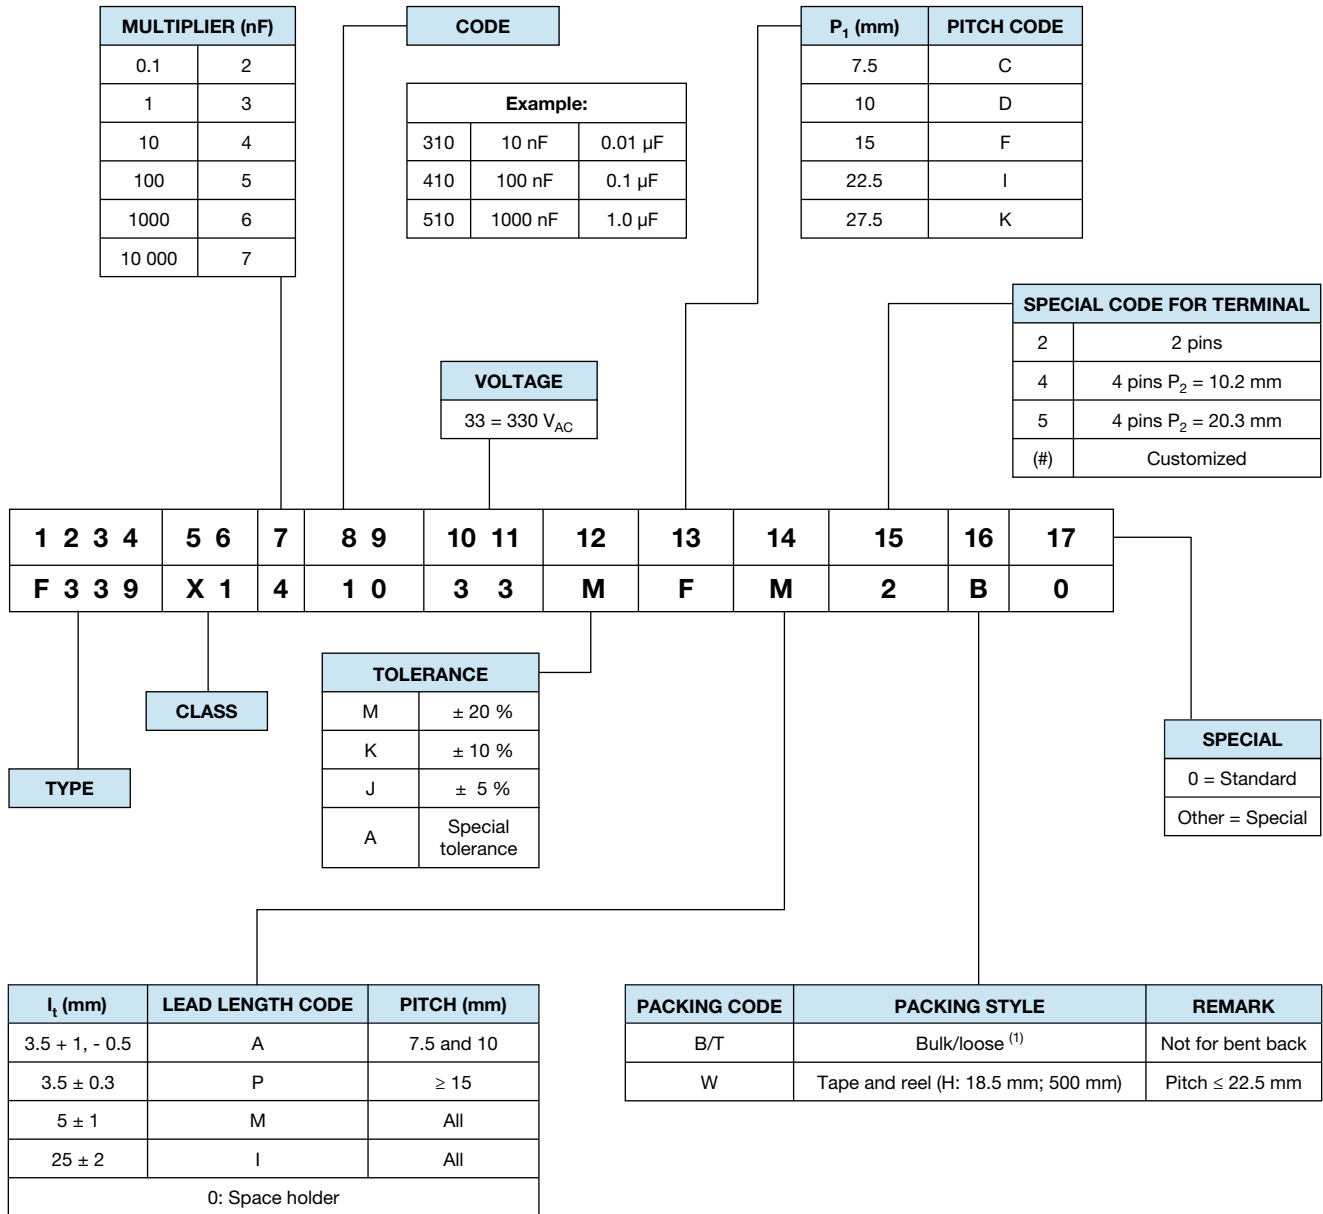 MULTIPLIER (nF)
0.1 2
1 3
10 4
100 5
1000 6
10 000 7
CODE
Example:
310 10 nF 0.01 µF
410 100 nF 0.1 µF
510 1000 nF 1.0 µF
P1 (mm) PITCH CODE
7.5 C
10 D
15 F
22.5 I
27.5 K
SPECIAL CODE FOR TERMINAL
2 2 pins
4 4 pins P2 = 10.2 mm
5 4 pins P2 = 20.3 mm
(#) Customized
VOLTAGE
33 = 330 VAC
1 2 3 4 5 6 7 8 9 10 11 12 13 14 15 16 17
F 3 3 9 X 1 4 1 0 3 3 M F M 2 B 0
TYPE
CLASS
TOLERANCE
M ± 20 %
K ± 10 %
J ± 5 %
A Special
tolerance
SPECIAL
0 = Standard
Other = Special
lt (mm) LEAD LENGTH CODE PITCH (mm)
3.5 + 1, - 0.5 A 7.5 and 10
3.5 ± 0.3 P ≥ 15
5 ± 1 M All
25 ± 2 I All
0: Space holder
PACKING CODE PACKING STYLE REMARK
B/T Bulk/loose (1) Not for bent back
W Tape and reel (H: 18.5 mm; 500 mm) Pitch ≤ 22.5 mm